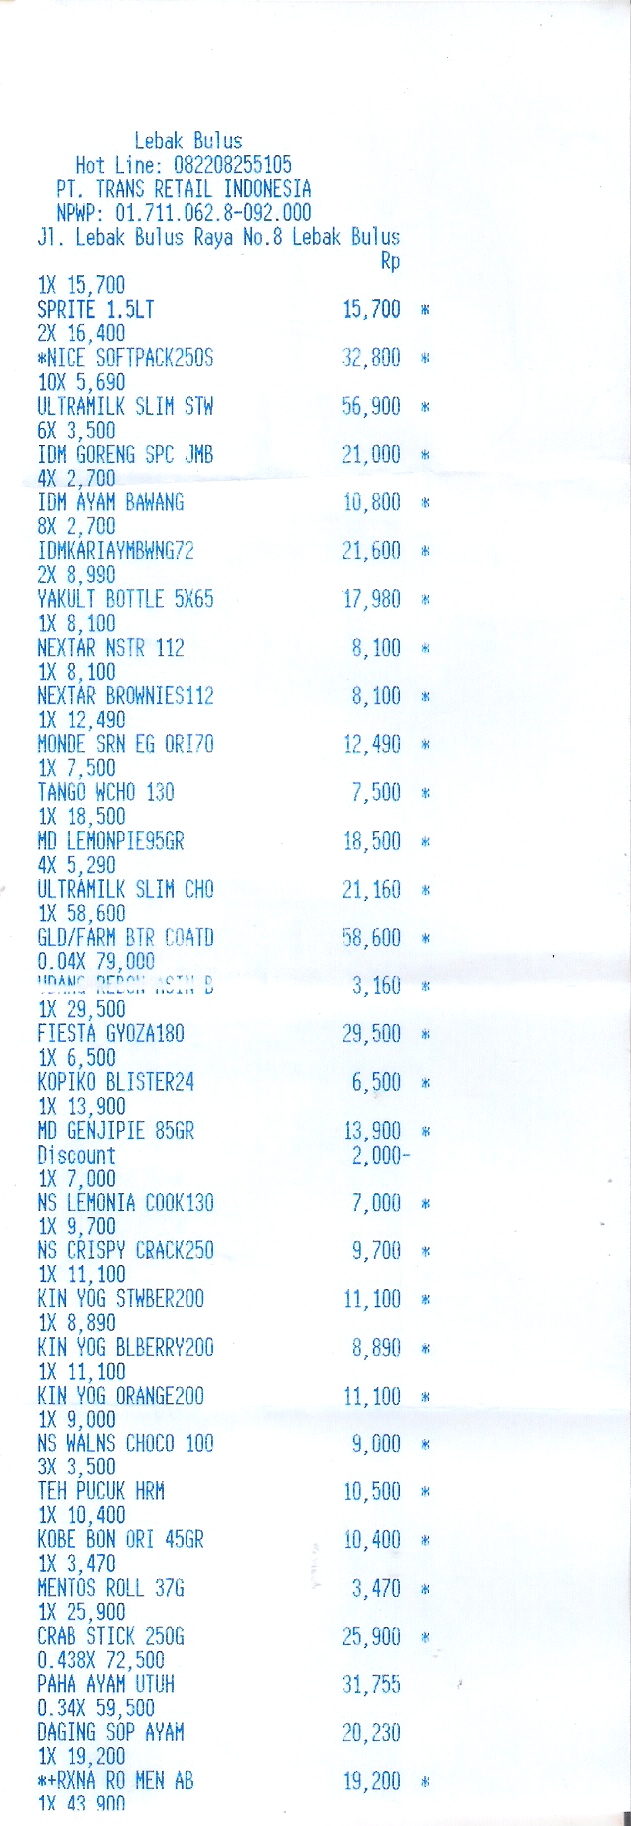 Lebak Bulus
Hot Line: 082208255105
PT. TRANS RETAIL INDONESIA
NPWP: 01.711.062.8-092.000
Jl. Lebak Bulus Raya No.8 Lebak Bulus
Rp
1X 15,700
SPRITE 1.5LT 15,700 *
2X 16,400
*NICE SOFTPACK250S 32,800 *
10X 5,690
ULTRAMILK SLIM STW 56,900 *
6X 3,500
IDM GORENG SPC JMB 21,000 *
4X 2,700
IDM AYAM BAWANG 10,800 *
8X 2,700
IDMKARIAYMBWNG72 21,600 *
2X 8,990
YAKULT BOTTLE 5X65 17,980 *
1X 8,100
NEXTAR NSTR 112 8,100 *
1X 8,100
NEXTAR BROWNIES112 8,100 *
1X 12,490
MONDE SRN EG ORI70 12,490 *
1X 7,500
TANGO WCHO 130 7,500 *
1X 18,500
MD LEMONPIE95GR 18,500 *
4X 5,290
ULTRAMILK SLIM CHO 21,160 *
1X 58,600
GLD/FARM BTR COATD 58,600 *
0.04X 79,000
UDANG REBON ASIN B 3,160 *
1X 29,500
FIESTA GYOZA180 29,500 *
1X 6,500
KOPIKO BLISTER24 6,500 *
1X 13,900
MD GENJIPIE 85GR 13,900 *
Discount 2,000-
1X 7,000
NS LEMONIA COOK130 7,000 *
1X 9,700
NS CRISPY CRACK250 9,700 *
1X 11,100
KIN YOG STWBER200 11,100 *
1X 8,890
KIN YOG BLBERRY200 8,890 *
1X 11,100
KIN YOG ORANGE200 11,100 *
1X 9,000
NS WALNS CHOCO 100 9,000 *
3X 3,500
TEH PUCUK HRM 10,500 *
1X 10,400
KOBE BON ORI 45GR 10,400 *
1X 3,470
MENTOS ROLL 37G 3,470 *
1X 25,900
CRAB STICK 250G 25,900 *
0.438X 72,500
PAHA AYAM UTUH 31,755
0.34X 59,500
DAGING SOP AYAM 20,230
1X 19,200
*+RXNA RO MEN AB 19,200 *
1X 43,900